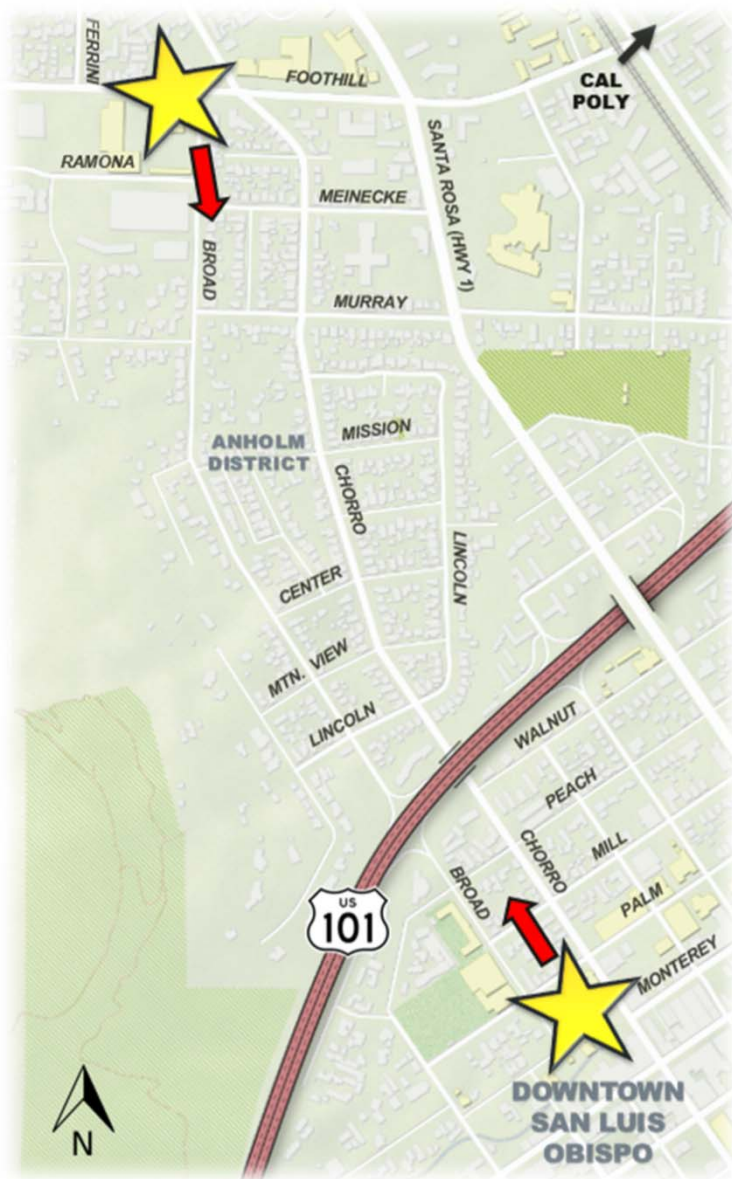 FERRINI
FOOTHILL
CAL
POLY
RAMONA
SANTA ROSA (HWY 1)
MEINECKE
BROAD
MURRAY
ANHOLM
DISTRICT
MISSION
CHORRO
LINCOLN
CENTER
MTN. VIEW
LINCOLN
WALNUT
PEACH
CHORRO
MILL
BROAD
PALM
US
101
MONTEREY
N
DOWNTOWN
SAN LUIS
OBISPO